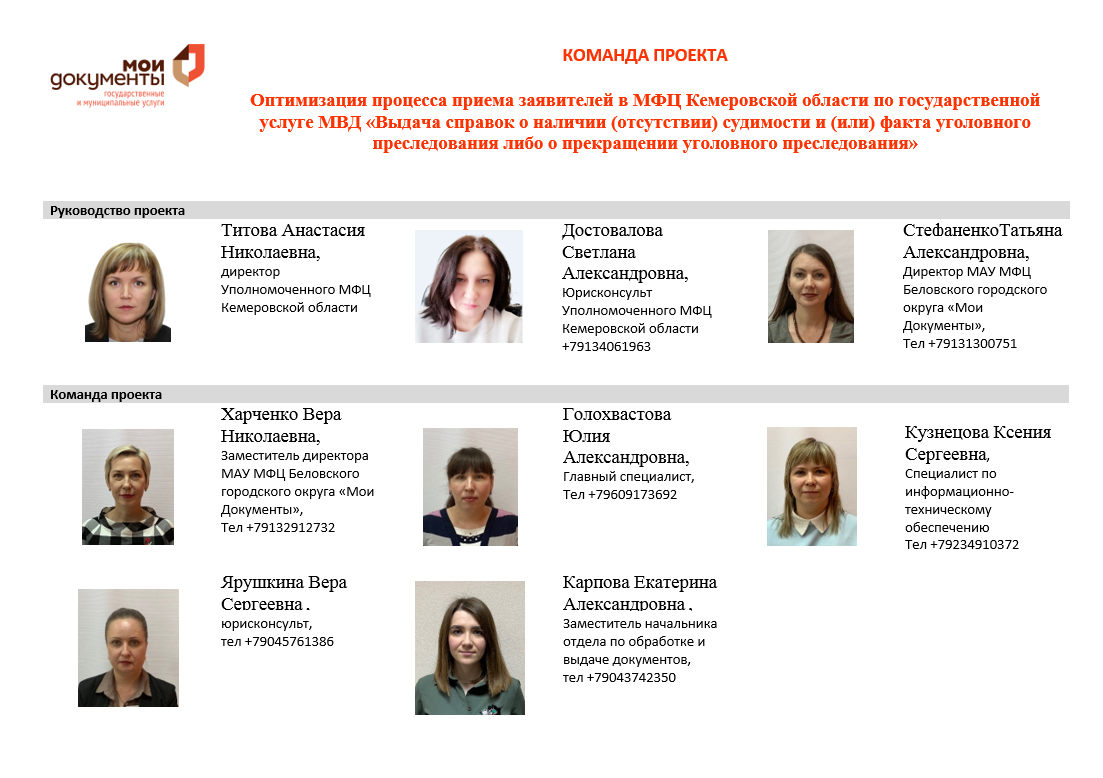 мои
документы
государственные
и муниципальные услуги
КОМАНДА ПРОЕКТА
Оптимизация процесса приема заявителей в МФЦ Кемеровской области по государственной
услуге МВД «Выдача справок о наличии (отсутствии) судимости и (или) факта уголовного
преследования либо о прекращении уголовного преследования»
Руководство проекта
Титова Анастасия
Николаевна,
директор
Уполномоченного МФЦ
Кемеровской области
Достовалова
Светлана
Александровна,
Юрисконсульт
Уполномоченного МФЦ
Кемеровской области
+79134061963
СтефаненкоТатьяна
Александровна,
Директор МАУ МФЦ
Беловского городского
округа «Мои
Документы»,
Тел +79131300751
Команда проекта
Харченко Вера
Николаевна,
Заместитель директора
МАУ МФЦ Беловского
городского округа «Мои
Документы»,
Тел +79132912732
Голохвастова
Юлия
Александровна,
Главный специалист,
Тел +79609173692
Кузнецова Ксения
Сергеевна,
Специалист по
информационно-
техническому
обеспечению
Тел +79234910372
Ярушкина Вера
Сергеевна ,
юрисконсульт,
тел +79045761386
Карпова Екатерина
Александровна ,
Заместитель начальника
отдела по обработке и
выдаче документов,
тел +79043742350